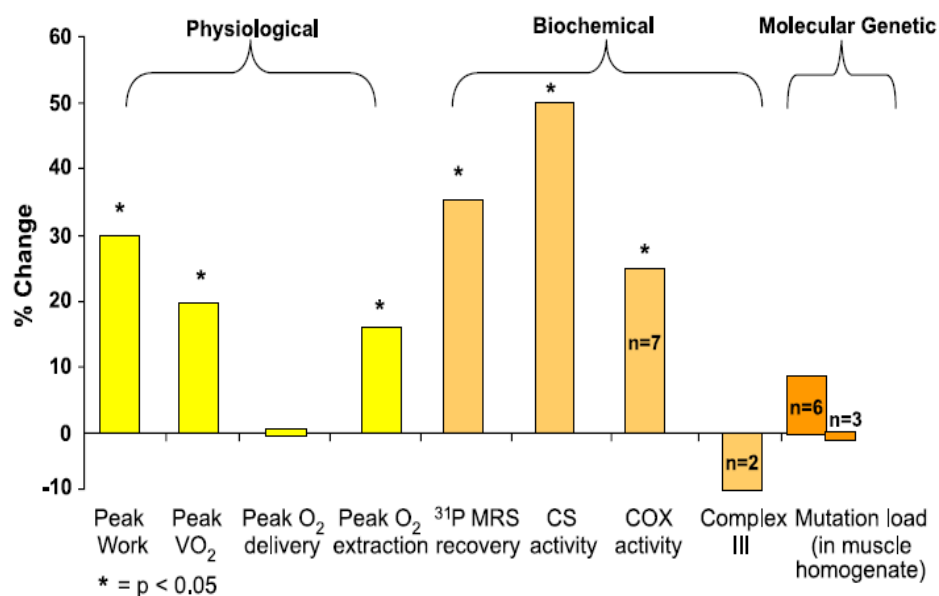 Physiological
Biochemical
Molecular Genetic
% Change
60
50
40
30
20
10
0
-10
*
*
*
*
*
*
n=7
n=2
n=6
n=3
Peak Work
Peak VO₂
Peak O₂ delivery
Peak O₂ extraction
³¹P MRS recovery
CS activity
COX activity
Complex III
Mutation load (in muscle homogenate)
* = p < 0.05